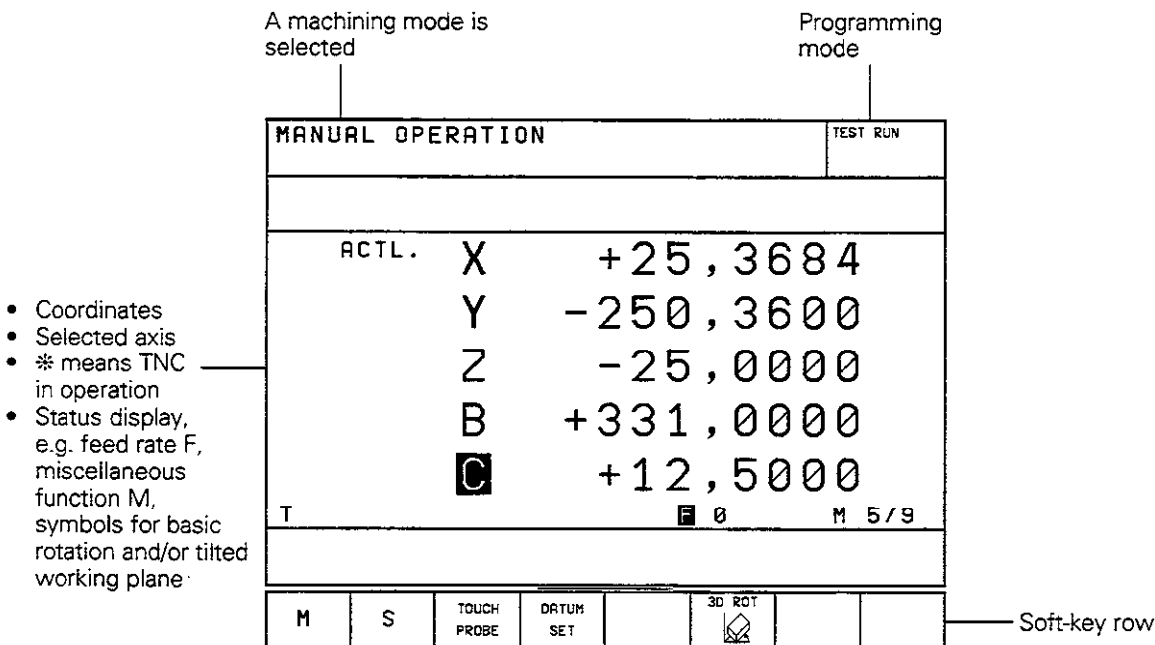 A machining mode is
selected
Programming
mode
MANUAL OPERATION
TEST RUN
ACTL. X +25,3684
Y -250,3600
Z -25,0000
B +331,0000
C +12,5000
T F 0 M 5/9
• Coordinates
• Selected axis
• ✻ means TNC
in operation
• Status display,
e.g. feed rate F,
miscellaneous
function M,
symbols for basic
rotation and/or tilted
working plane
M S TOUCH PROBE DATUM SET 3D ROT
Soft-key row